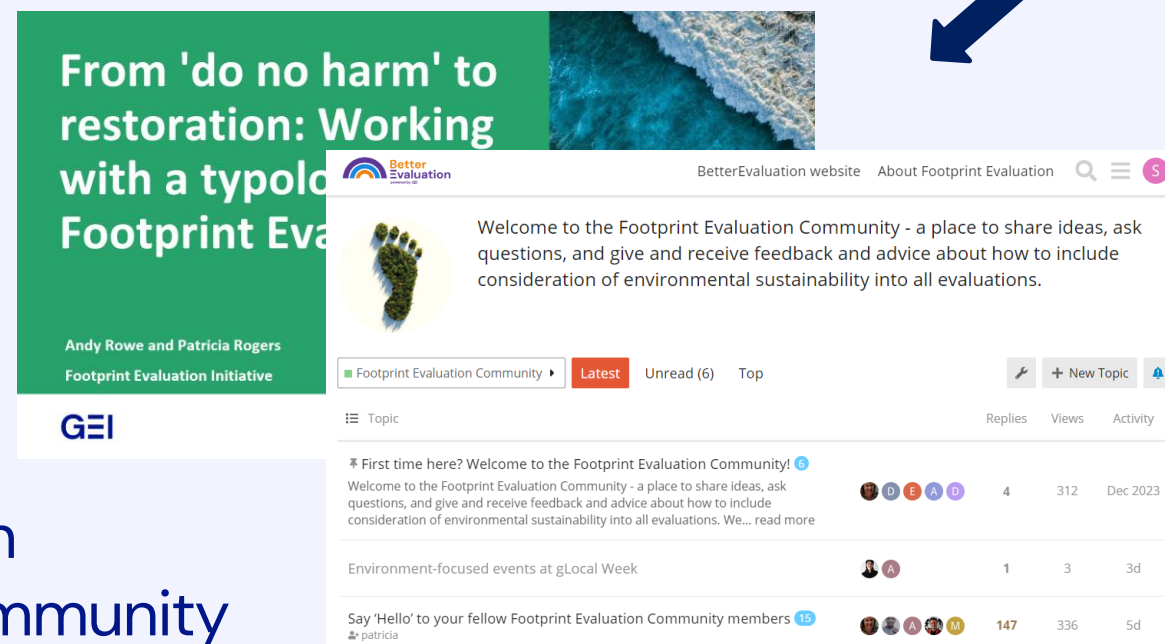 From 'do no harm' to
restoration: Working
with a
Footprint
Andy Rowe and Patricia Rogers
Footprint Evaluation Initiative
GEI
Better
Evaluation
powered by GEI
BetterEvaluation website About Footprint Evaluation
S
Welcome to the Footprint Evaluation Community - a place to share ideas, ask
questions, and give and receive feedback and advice about how to include
consideration of environmental sustainability into all evaluations.
Footprint Evaluation Community Latest Unread (6) Top + New Topic
Topic Replies Views Activity
First time here? Welcome to the Footprint Evaluation Community! 6
Welcome to the Footprint Evaluation Community - a place to share ideas, ask
questions, and give and receive feedback and advice about how to include
consideration of environmental sustainability into all evaluations. We... read more
D E A D 4 312 Dec 2023
Environment-focused events at gLocal Week A 1 3 3d
Say 'Hello' to your fellow Footprint Evaluation Community members 15
patricia
A M 147 336 5d